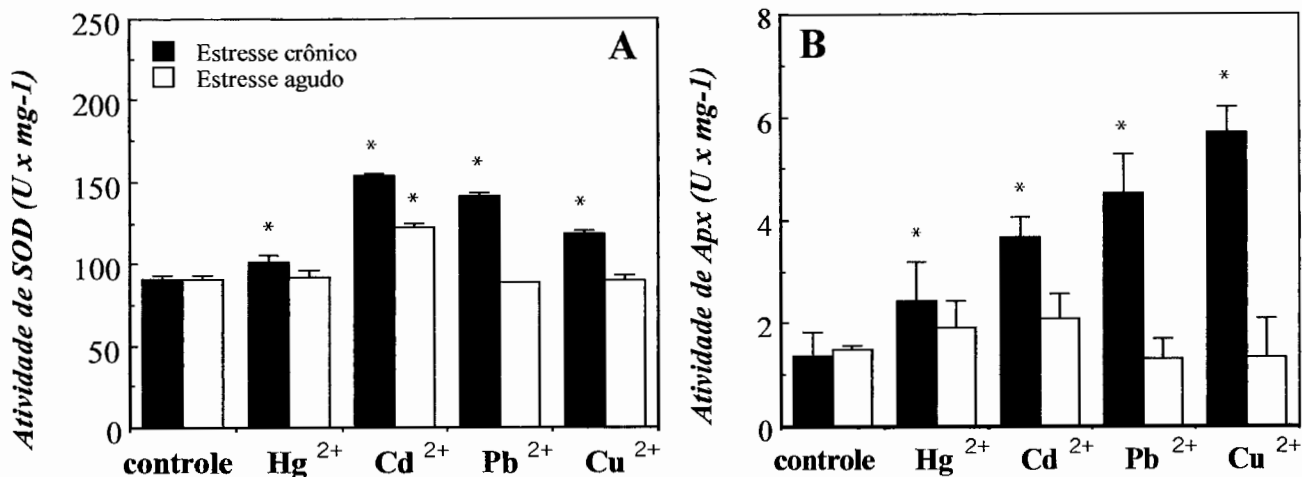 250
200
150
100
50
0
Atividade de SOD (U x mg-1)
Estresse crônico
Estresse agudo
A
* * * * *
controle Hg 2+ Cd 2+ Pb 2+ Cu 2+
8
6
4
2
0
Atividade de Apx (U x mg-1)
B
* * * *
controle Hg 2+ Cd 2+ Pb 2+ Cu 2+